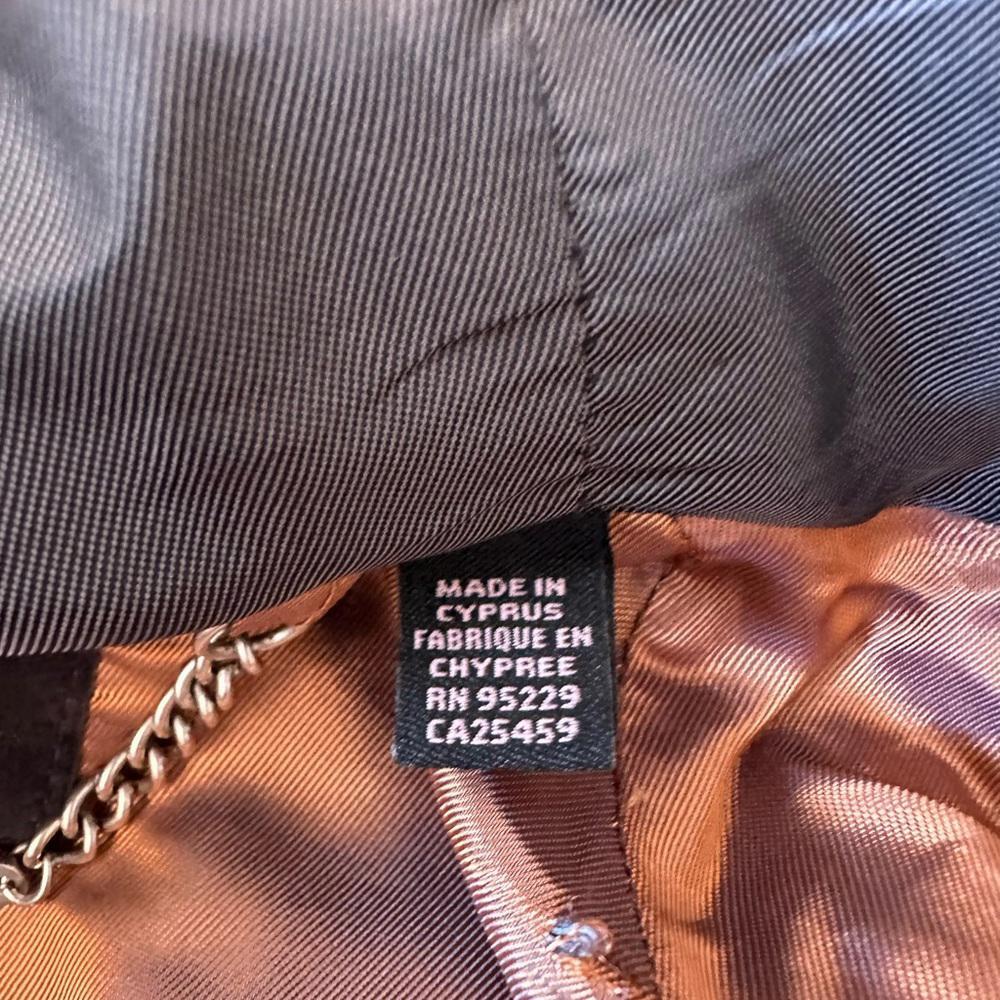 MADE IN
CYPRUS
FABRIQUE EN
CHYPREE
RN 95229
CA25459